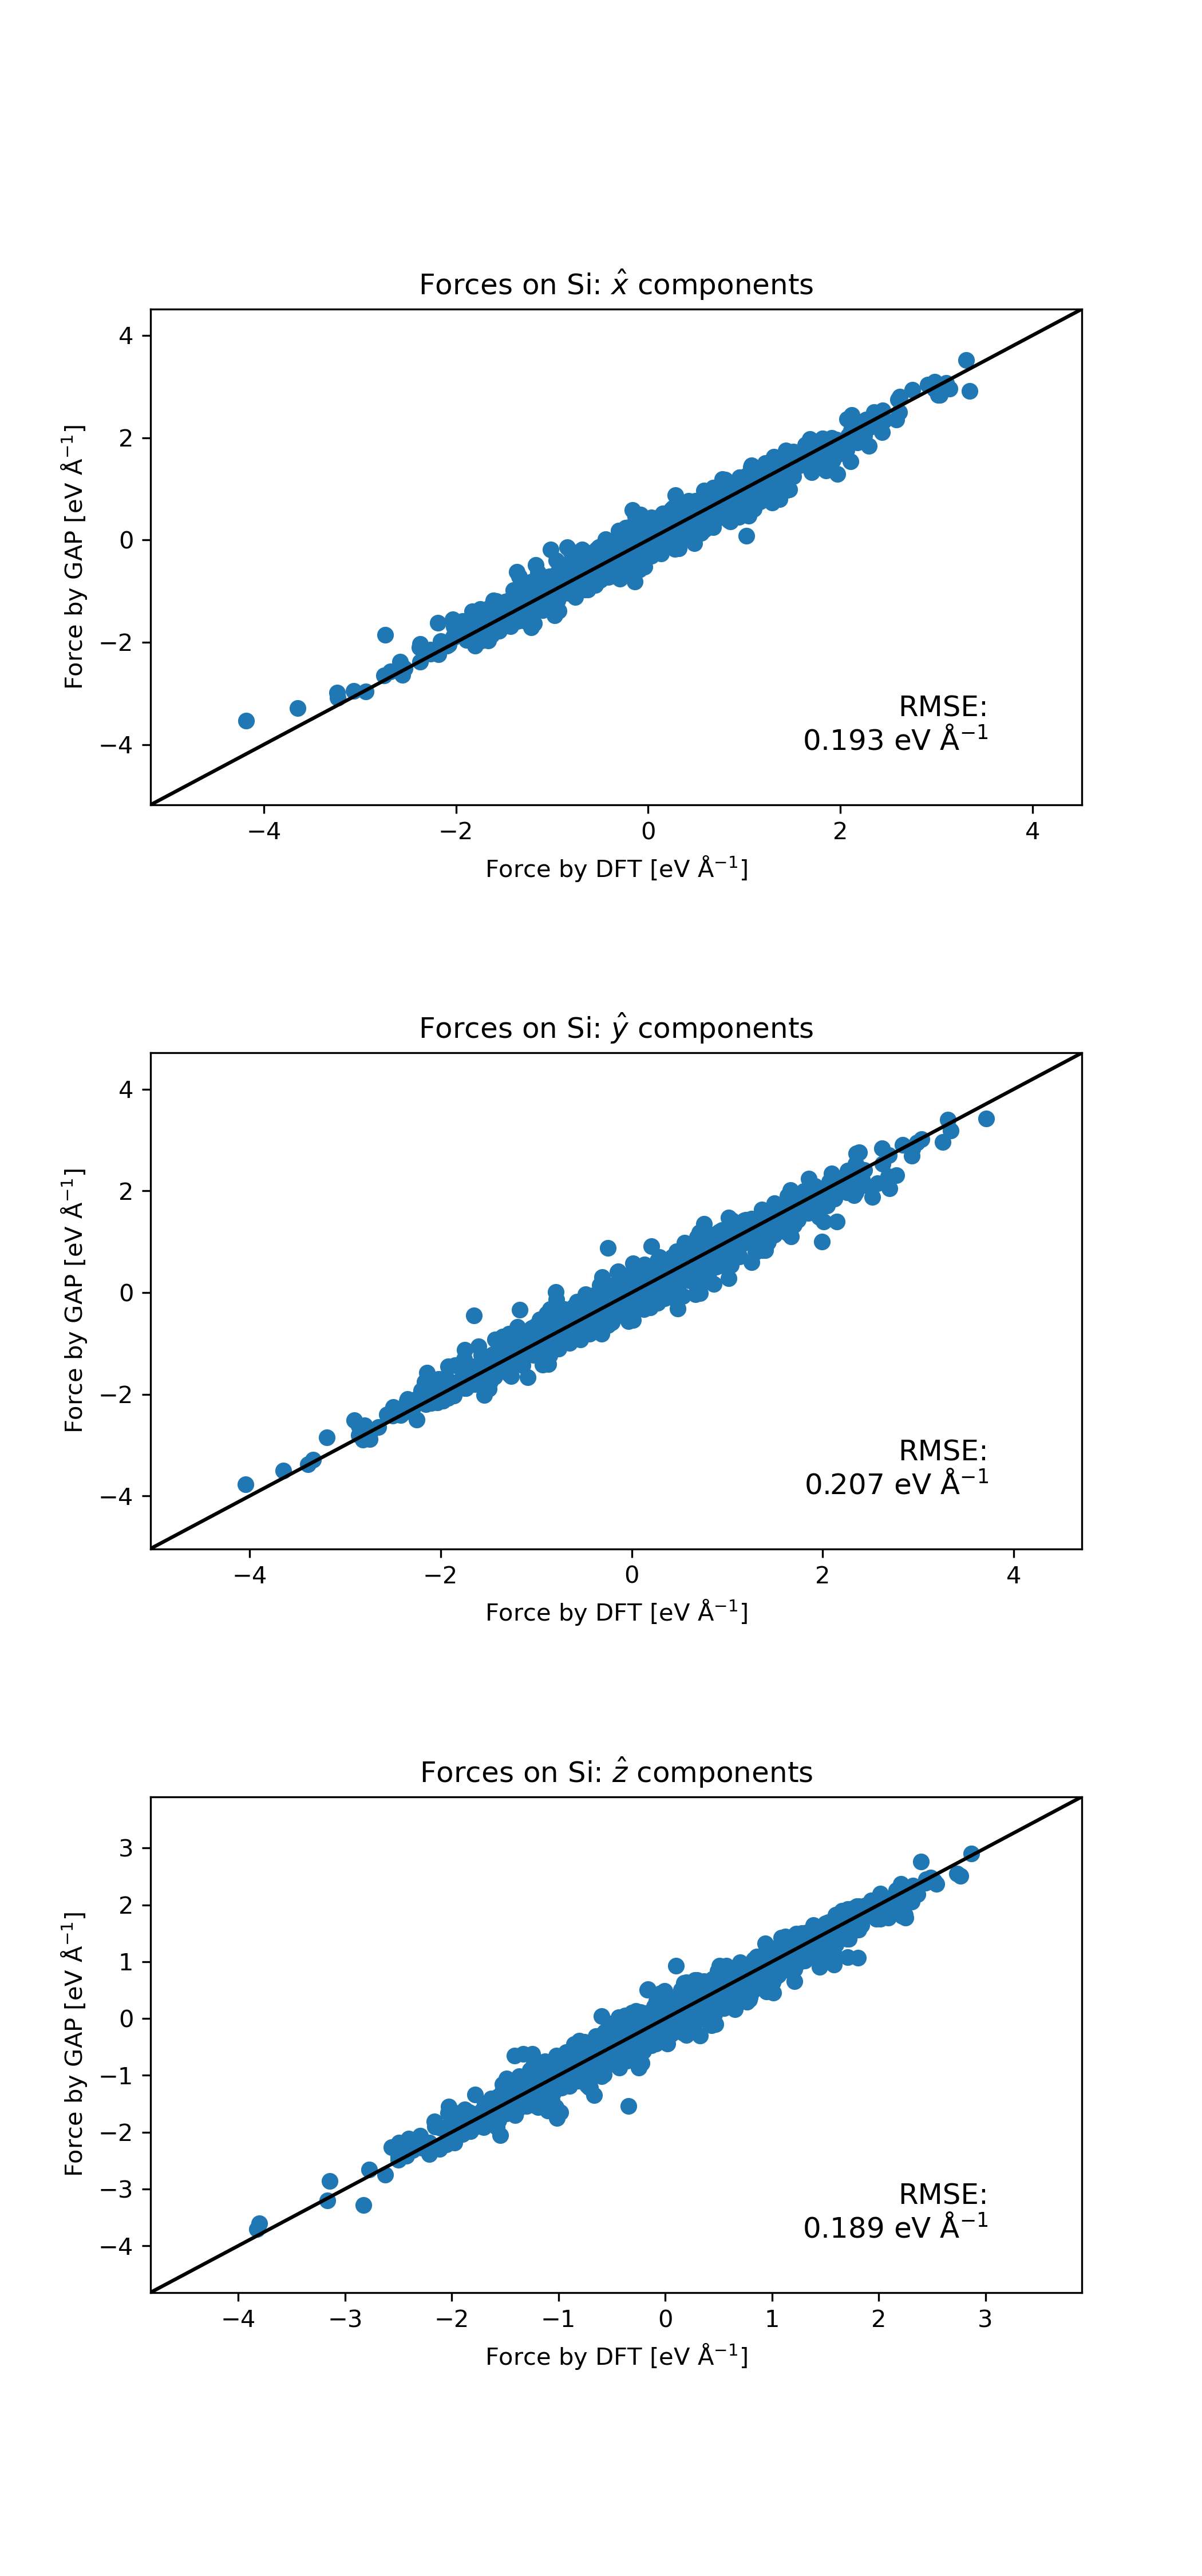 Forces on Si: x̂ components
4
2
0
−2
−4
Force by GAP [eV Å⁻¹]
RMSE:
0.193 eV Å⁻¹
−4 −2 0 2 4
Force by DFT [eV Å⁻¹]
Forces on Si: ŷ components
4
2
0
−2
−4
Force by GAP [eV Å⁻¹]
RMSE:
0.207 eV Å⁻¹
−4 −2 0 2 4
Force by DFT [eV Å⁻¹]
Forces on Si: ẑ components
3
2
1
0
−1
−2
−3
−4
Force by GAP [eV Å⁻¹]
RMSE:
0.189 eV Å⁻¹
−4 −3 −2 −1 0 1 2 3
Force by DFT [eV Å⁻¹]